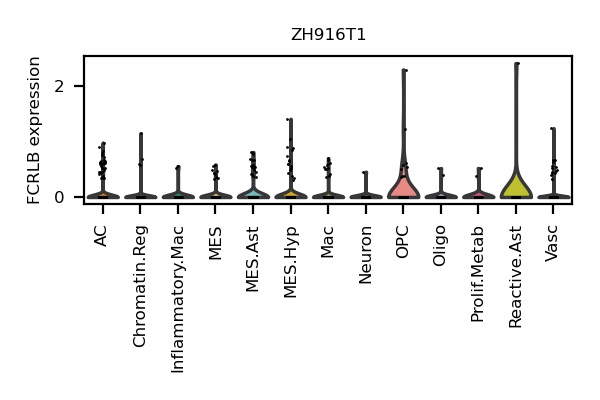 ZH916T1
FCRLB expression
2
0
AC
Chromatin.Reg
Inflammatory.Mac
MES
MES.Ast
MES.Hyp
Mac
Neuron
OPC
Oligo
Prolif.Metab
Reactive.Ast
Vasc